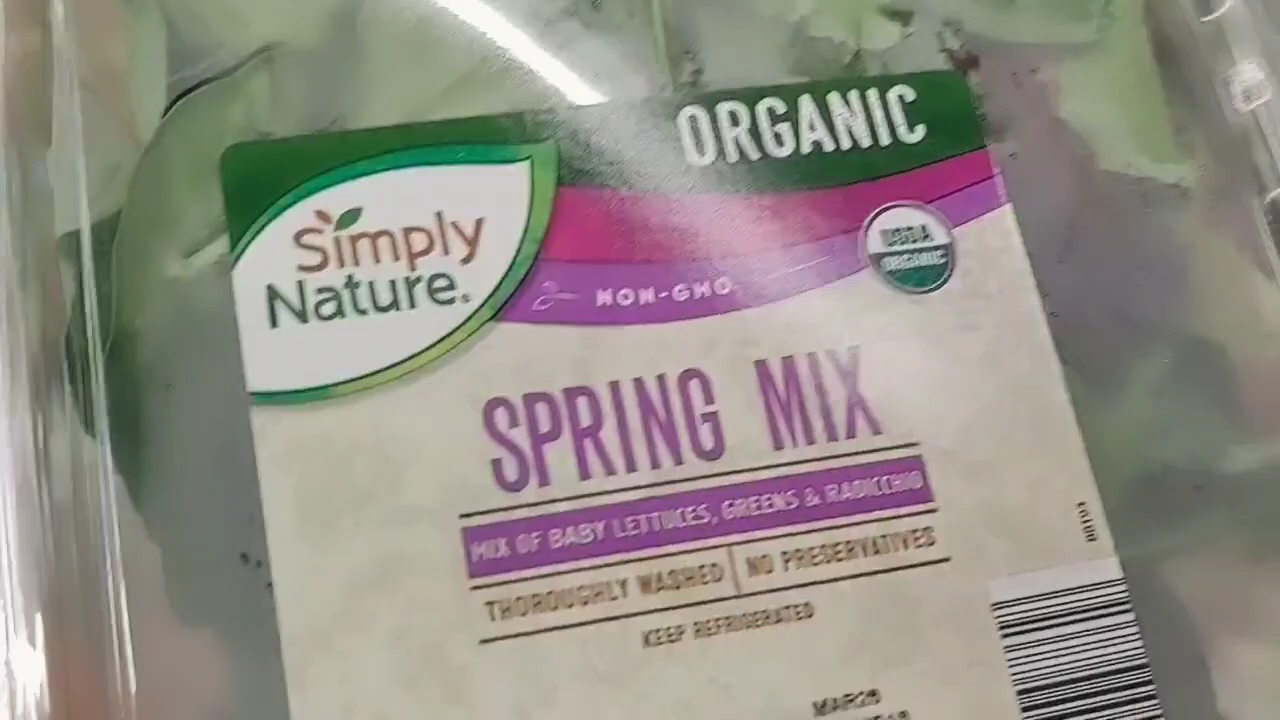 ORGANIC
Simply
Nature.
NON-GMO
USDA
ORGANIC
SPRING MIX
MIX OF BABY LETTUCES, GREENS & RADICCHIO
THOROUGHLY WASHED | NO PRESERVATIVES
KEEP REFRIGERATED